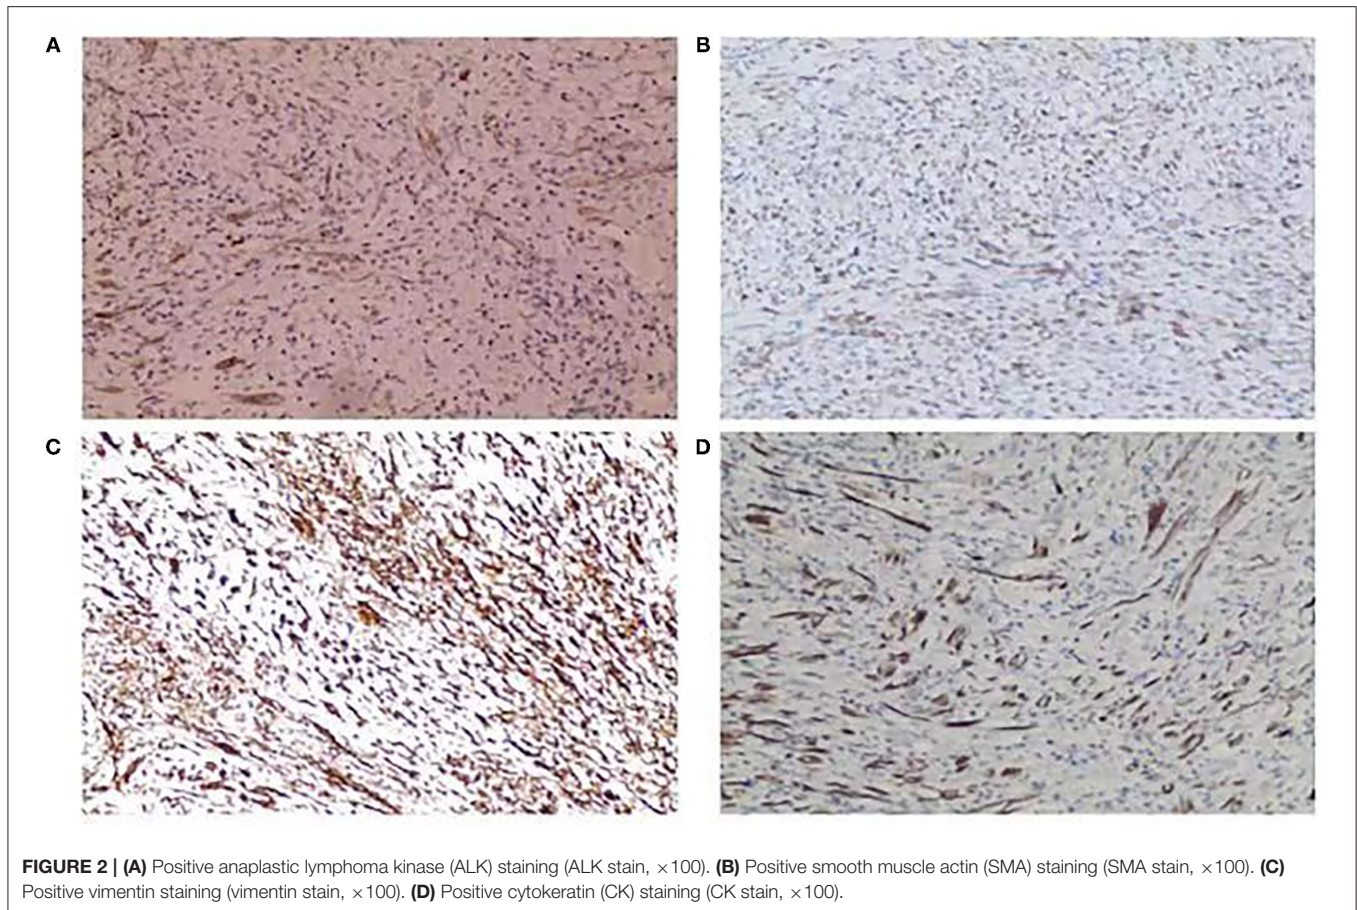 A
B
C
D
FIGURE 2 | (A) Positive anaplastic lymphoma kinase (ALK) staining (ALK stain, ×100). (B) Positive smooth muscle actin (SMA) staining (SMA stain, ×100). (C)
Positive vimentin staining (vimentin stain, ×100). (D) Positive cytokeratin (CK) staining (CK stain, ×100).